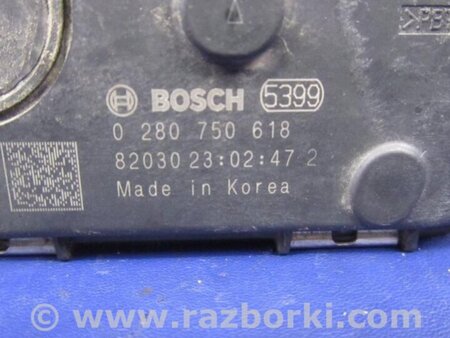 BOSCH 5399
0 280 750 618
82030 23:02:47 2
Made in Korea
© www.razborki.com